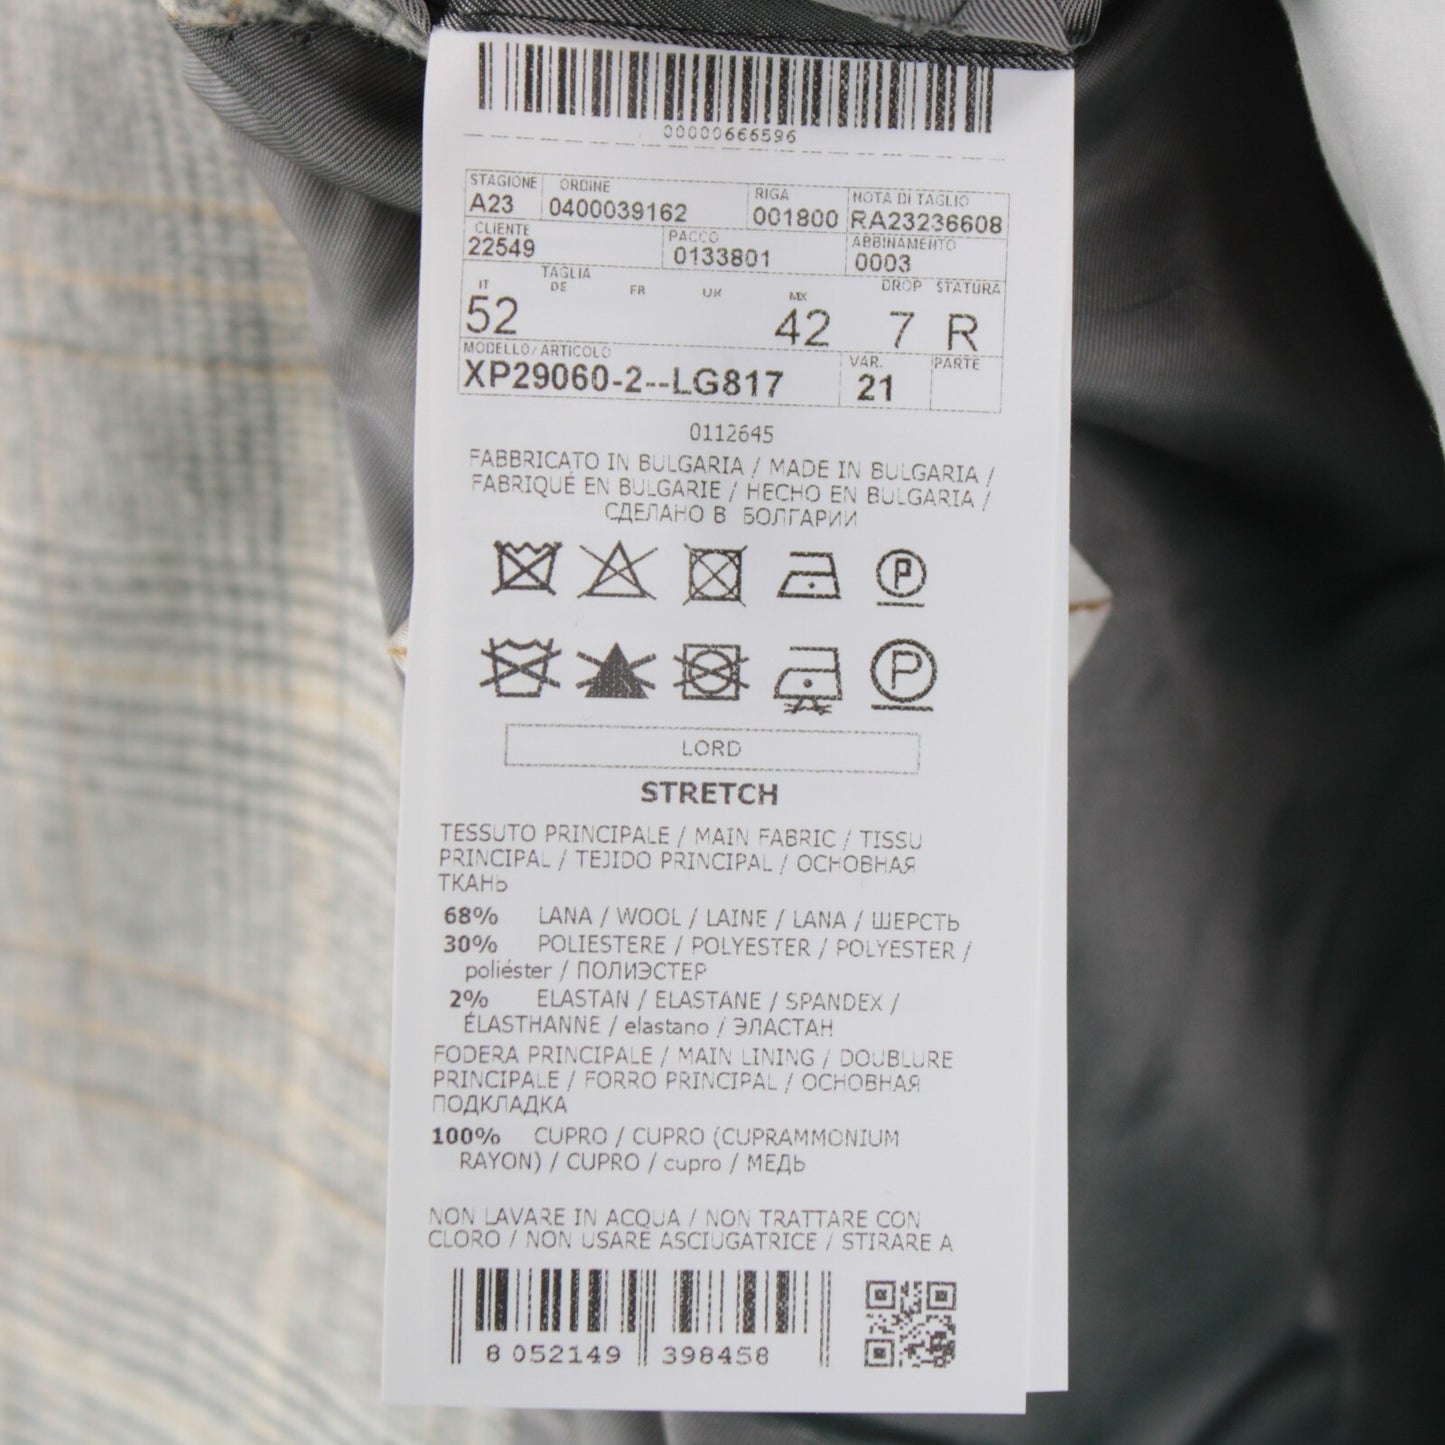 00000666596
STAGIONE ORDINE RIGA NOTA DI TAGLIO
A23 0400039162 001800 RA23236608
CLIENTE PACCO ABBINAMENTO
22549 0133801 0003
TAGLIA
IT DE FR UK MX DROP STATURA
52 42 7 R
MODELLO/ARTICOLO VAR. PARTE
XP29060-2--LG817 21
0112645
FABBRICATO IN BULGARIA / MADE IN BULGARIA /
FABRIQUÉ EN BULGARIE / HECHO EN BULGARIA /
СДЕЛАНО В БОЛГАРИИ
P
P
LORD
STRETCH
TESSUTO PRINCIPALE / MAIN FABRIC / TISSU
PRINCIPAL / TEJIDO PRINCIPAL / ОСНОВНАЯ
ТКАНЬ
68% LANA / WOOL / LAINE / LANA / ШЕРСТЬ
30% POLIESTERE / POLYESTER / POLYESTER /
poliéster / ПОЛИЭСТЕР
2% ELASTAN / ELASTANE / SPANDEX /
ÉLASTHANNE / elastano / ЭЛАСТАН
FODERA PRINCIPALE / MAIN LINING / DOUBLURE
PRINCIPALE / FORRO PRINCIPAL / ОСНОВНАЯ
ПОДКЛАДКА
100% CUPRO / CUPRO (CUPRAMMONIUM
RAYON) / CUPRO / cupro / МЕДЬ
NON LAVARE IN ACQUA / NON TRATTARE CON
CLORO / NON USARE ASCIUGATRICE / STIRARE A
8 052149 398458